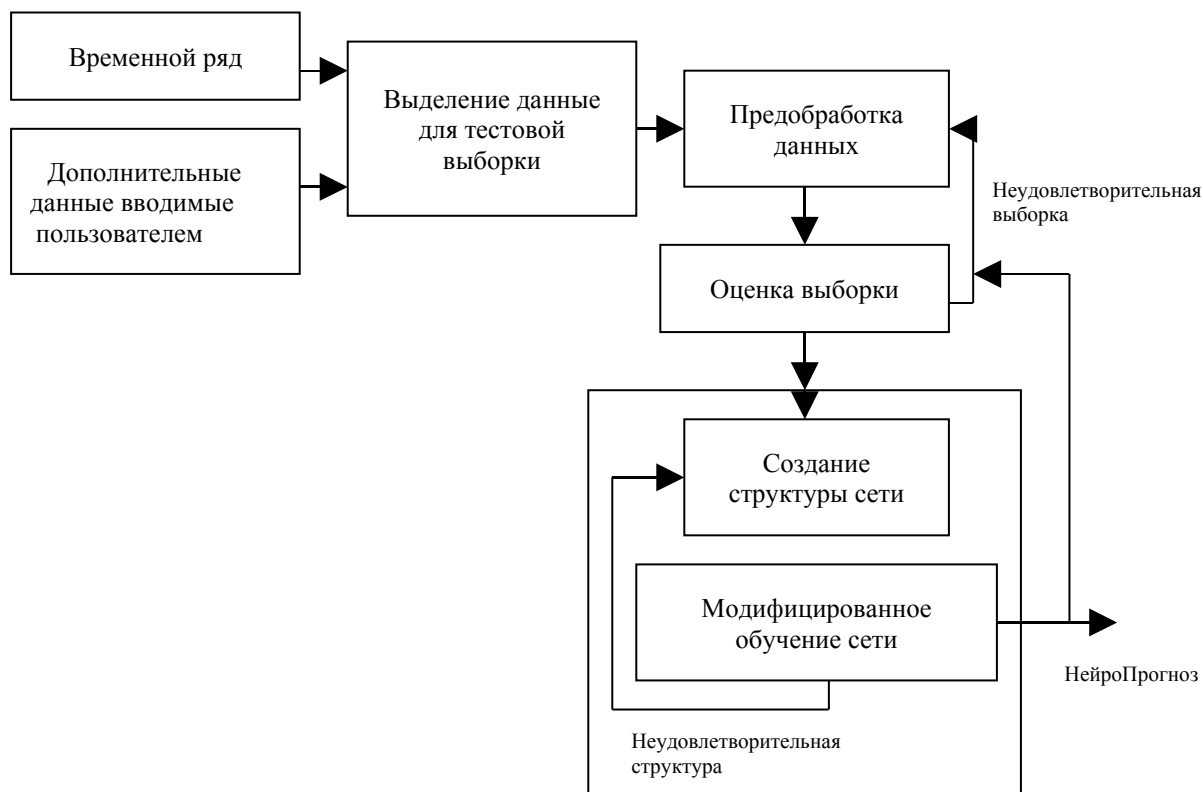 Временной ряд
Дополнительные
данные вводимые
пользователем
Выделение данные
для тестовой
выборки
Предобработка
данных
Неудовлетворительная
выборка
Оценка выборки
Создание
структуры сети
Модифицированное
обучение сети
НейроПрогноз
Неудовлетворительная
структура